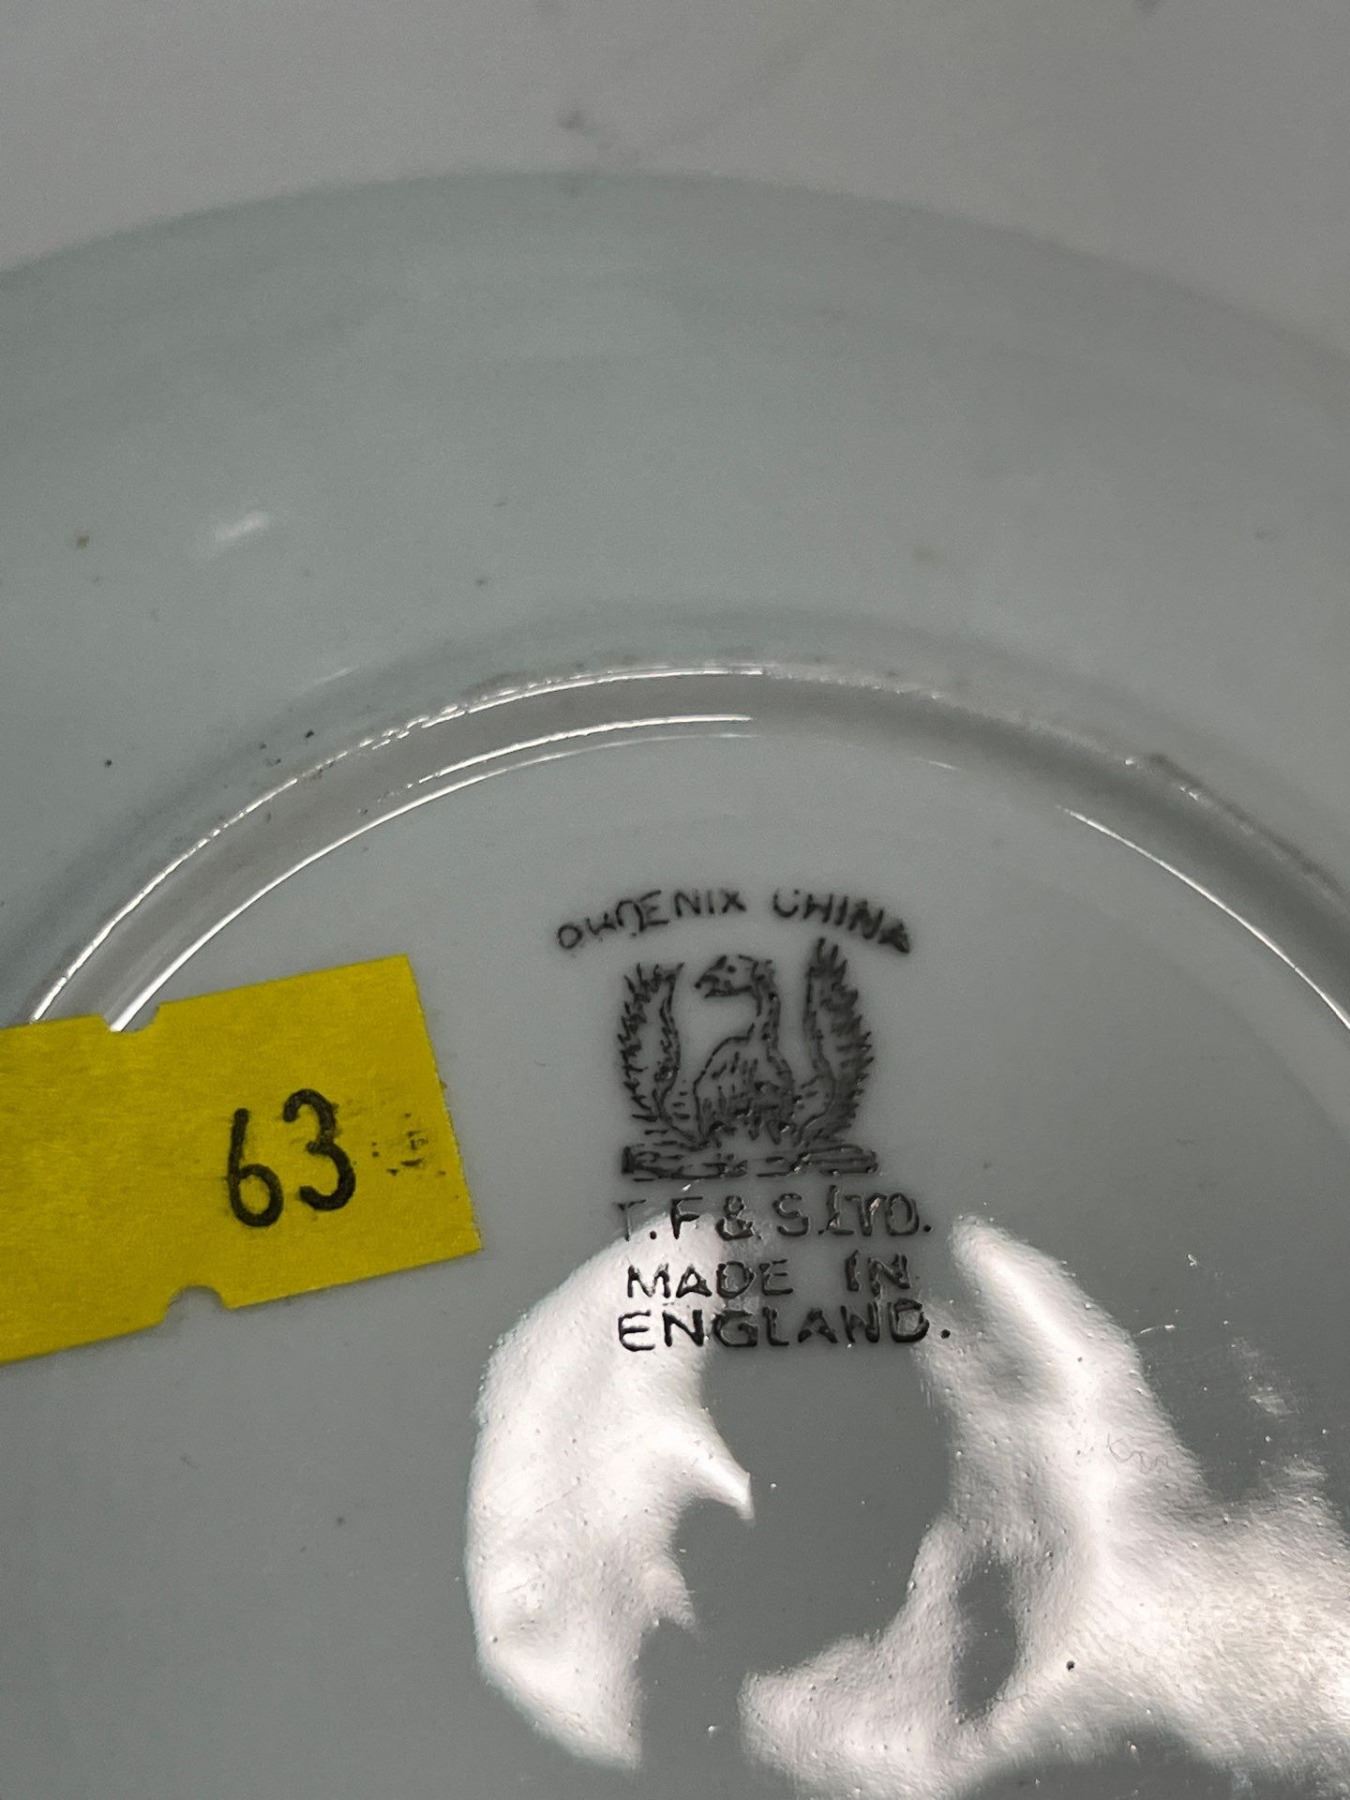 PHOENIX CHINA
T.F & S.LTD.
MADE IN
ENGLAND.
63